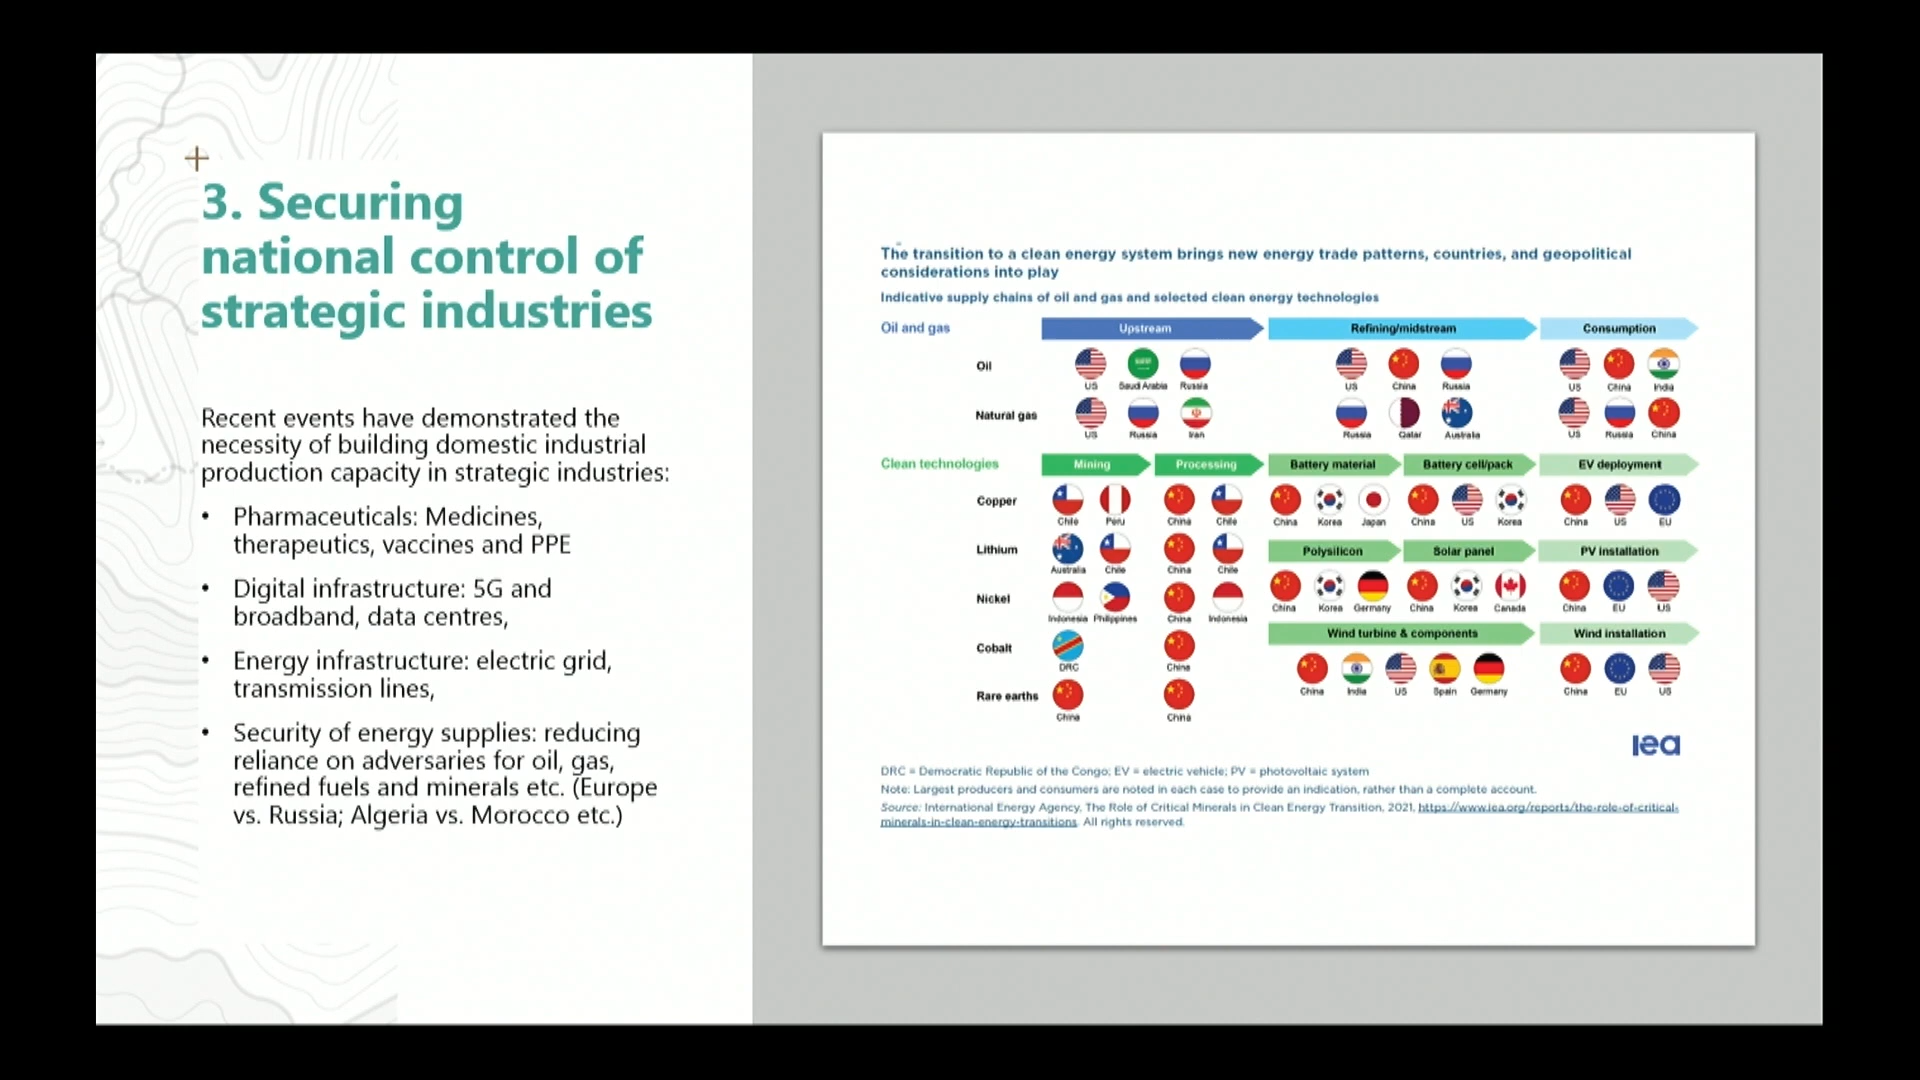 3. Securing
national control of
strategic industries
Recent events have demonstrated the
necessity of building domestic industrial
production capacity in strategic industries:
• Pharmaceuticals: Medicines,
therapeutics, vaccines and PPE
• Digital infrastructure: 5G and
broadband, data centres,
• Energy infrastructure: electric grid,
transmission lines,
• Security of energy supplies: reducing
reliance on adversaries for oil, gas,
refined fuels and minerals etc. (Europe
vs. Russia; Algeria vs. Morocco etc.)
The transition to a clean energy system brings new energy trade patterns, countries, and geopolitical
considerations into play
Indicative supply chains of oil and gas and selected clean energy technologies
Oil and gas Upstream Refining/midstream Consumption
Oil
US Saudi Arabia Russia US China Russia US China India
Natural gas
US Russia Iran Russia Qatar Australia US Russia China
Clean technologies Mining Processing Battery material Battery cell/pack EV deployment
Copper
Chile Peru China Chile China Korea Japan China US Korea China US EU
Lithium Polysilicon Solar panel PV installation
Australia Chile China Chile
Nickel
China Korea Germany China Korea Canada China EU US
Indonesia Philippines China Indonesia
Wind turbine & components Wind installation
Cobalt
DRC China
China India US Spain Germany China EU US
Rare earths
China China
iea
DRC = Democratic Republic of the Congo; EV = electric vehicle; PV = photovoltaic system
Note: Largest producers and consumers are noted in each case to provide an indication, rather than a complete account.
Source: International Energy Agency, The Role of Critical Minerals in Clean Energy Transition, 2021, https://www.iea.org/reports/the-role-of-critical-
minerals-in-clean-energy-transitions. All rights reserved.